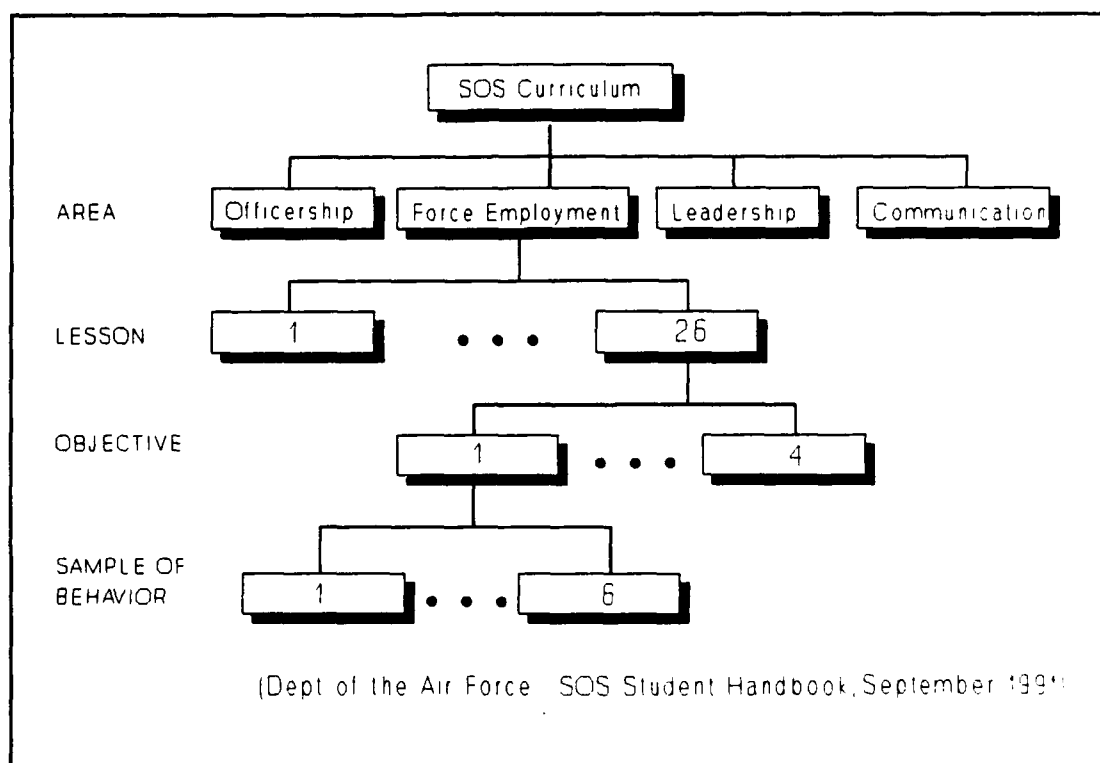 SOS Curriculum
AREA
Officership
Force Employment
Leadership
Communication
LESSON
1
• • •
26
OBJECTIVE
1
• • •
4
SAMPLE OF
BEHAVIOR
1
• • •
6
(Dept of the Air Force SOS Student Handbook, September 1991)